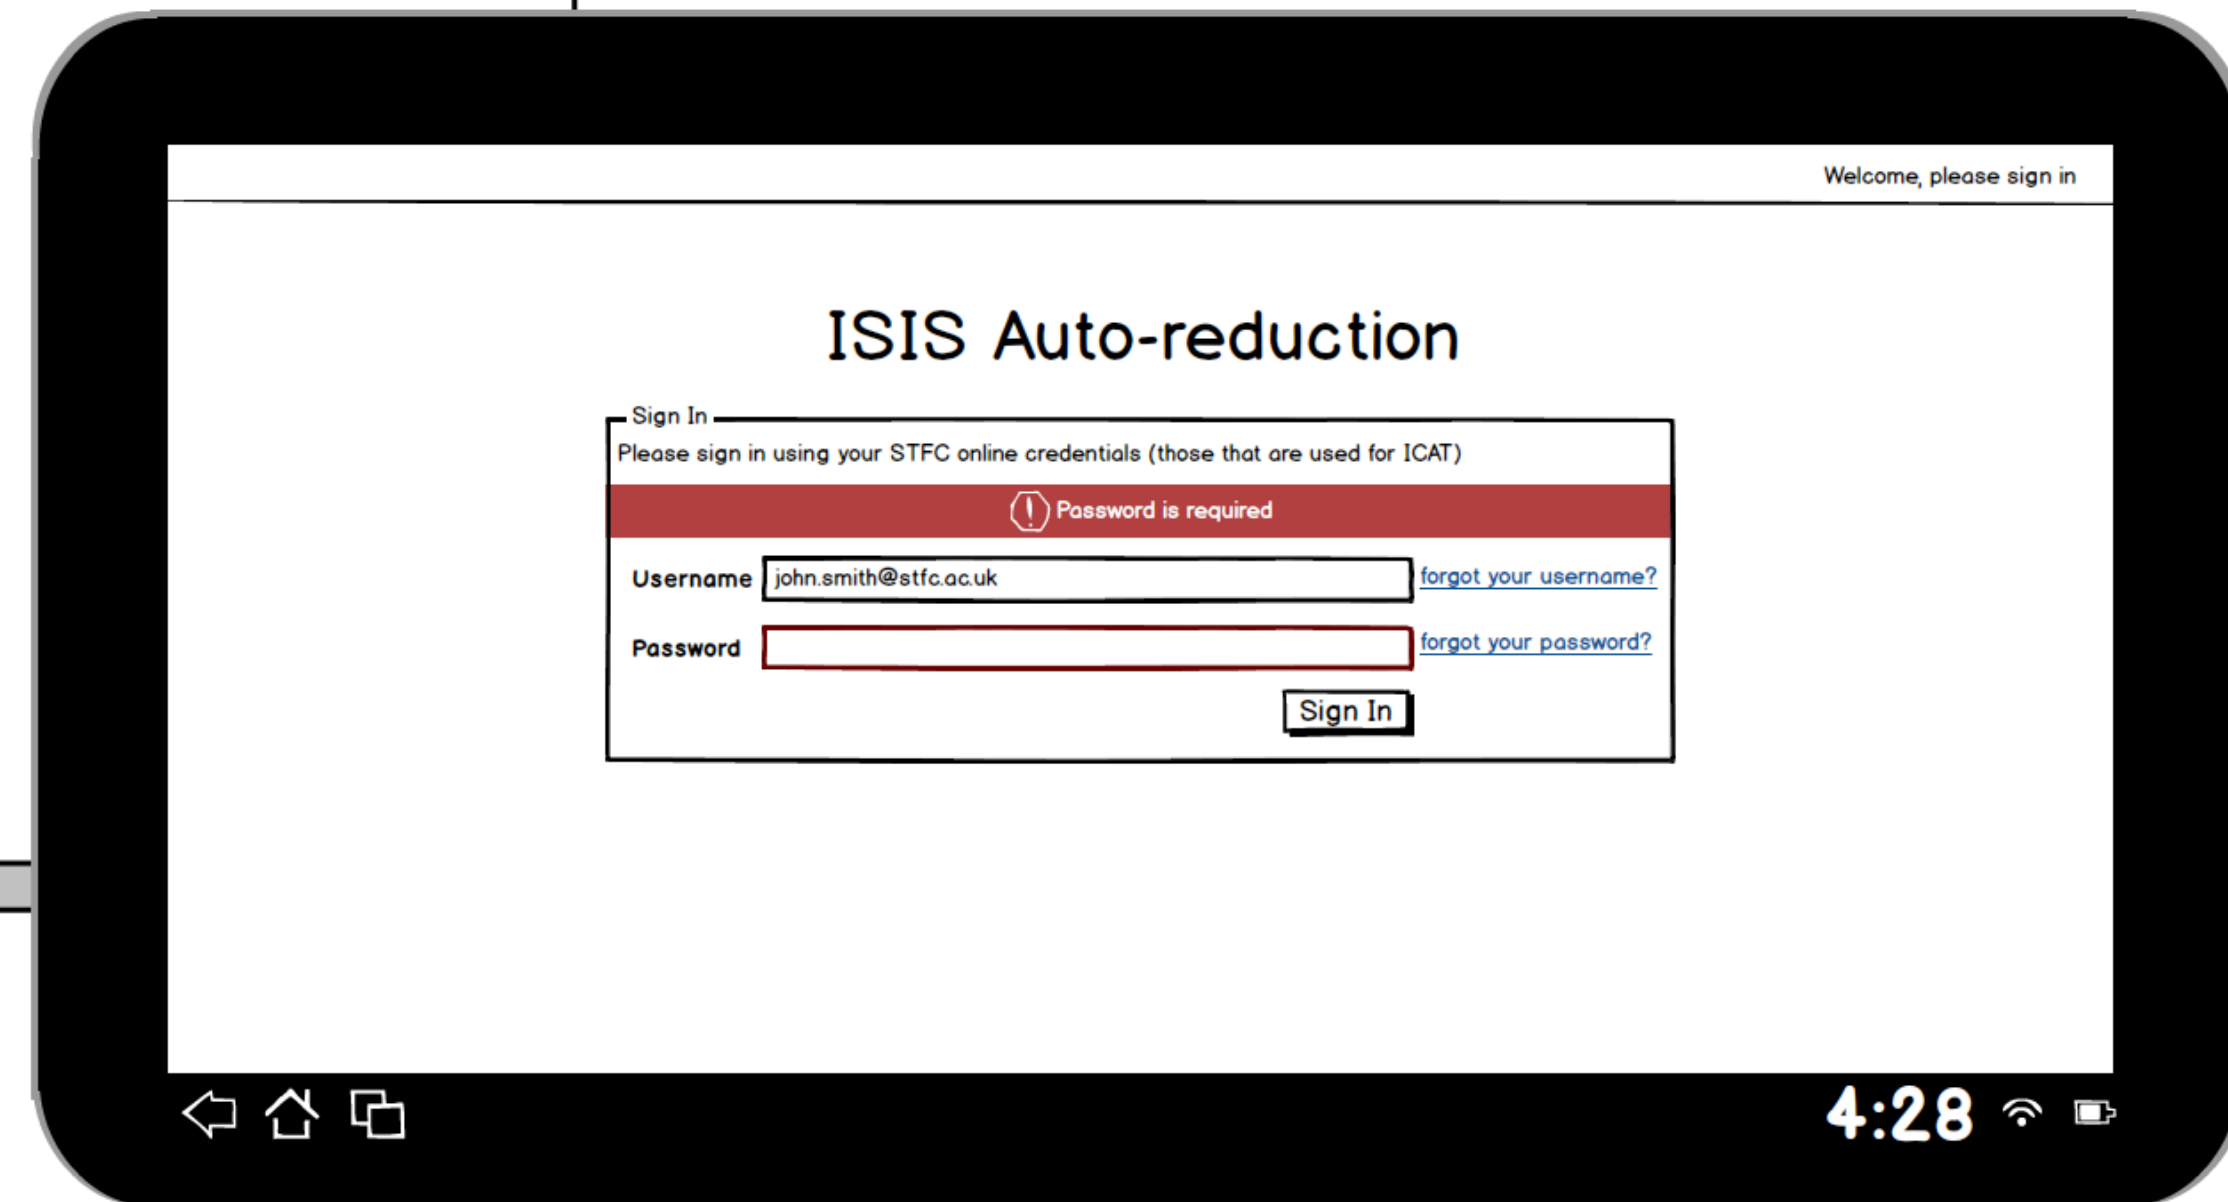 Welcome, please sign in
ISIS Auto-reduction
Sign In
Please sign in using your STFC online credentials (those that are used for ICAT)
Password is required
Username john.smith@stfc.ac.uk forgot your username?
Password forgot your password?
Sign In
4:28